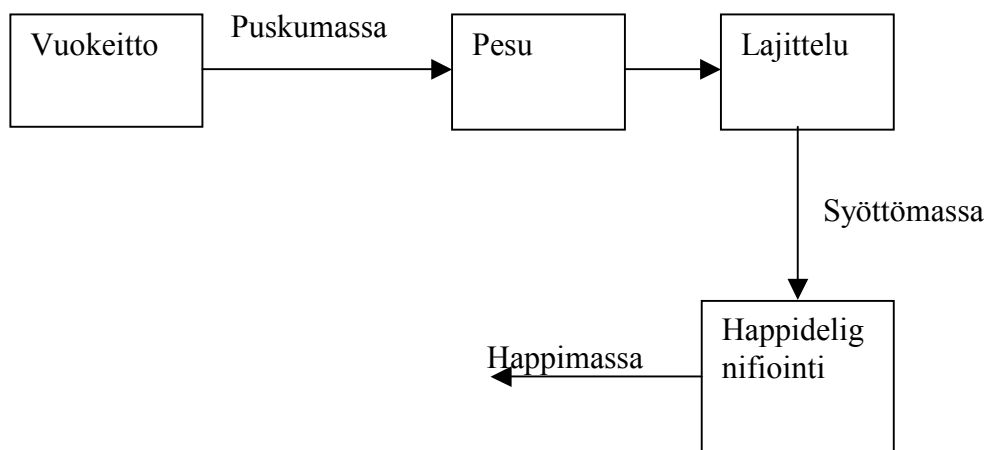 Vuokeitto
Puskumassa
Pesu
Lajittelu
Syöttömassa
Happidelig
nifiointi
Happimassa